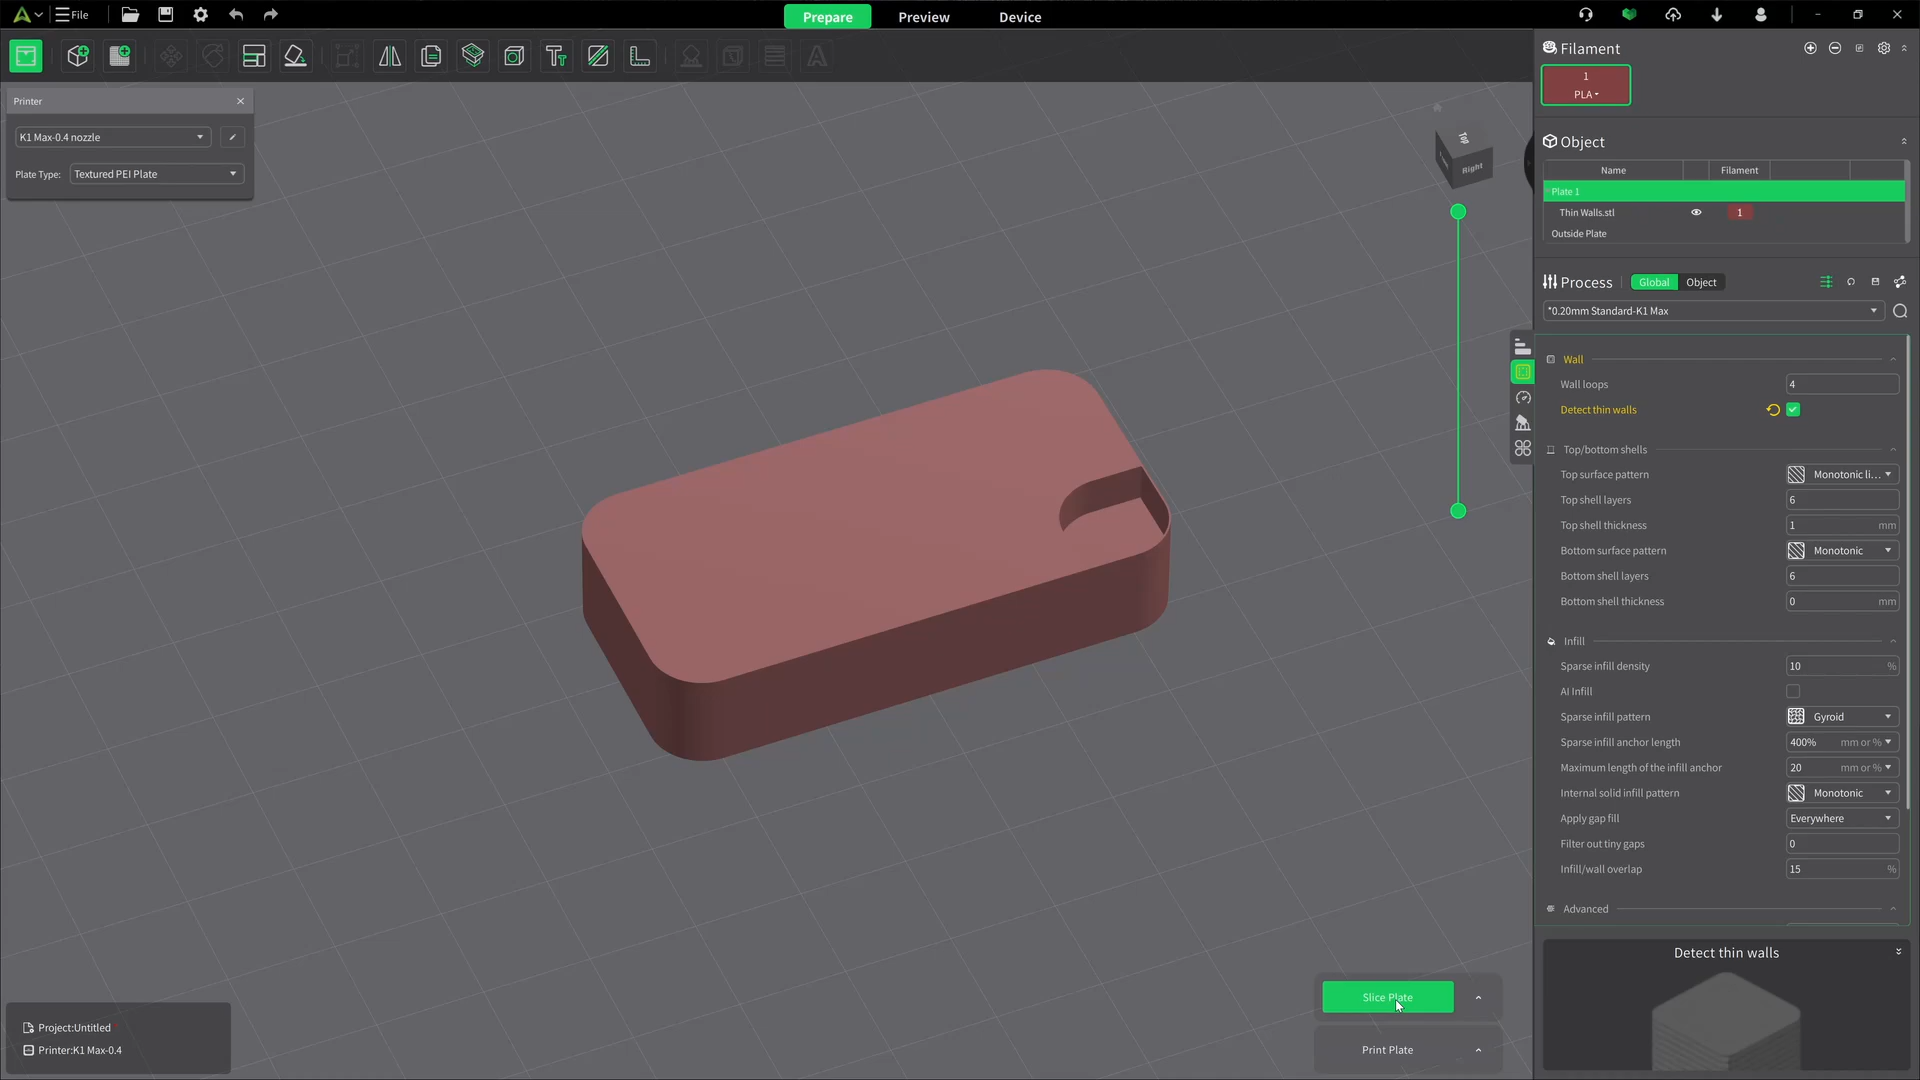 File
Prepare
Preview
Device
Printer
K1 Max-0.4 nozzle
Plate Type:
Textured PEI Plate
Top
Right
Filament
1
PLA
Object
Name
Filament
Plate 1
Thin Walls.stl
1
Outside Plate
Process
Global
Object
*0.20mm Standard-K1 Max
Wall
Wall loops
4
Detect thin walls
Top/bottom shells
Top surface pattern
Monotonic li...
Top shell layers
6
Top shell thickness
1
mm
Bottom surface pattern
Monotonic
Bottom shell layers
6
Bottom shell thickness
0
mm
Infill
Sparse infill density
10
%
AI Infill
Sparse infill pattern
Gyroid
Sparse infill anchor length
400%
mm or %
Maximum length of the infill anchor
20
mm or %
Internal solid infill pattern
Monotonic
Apply gap fill
Everywhere
Filter out tiny gaps
0
Infill/wall overlap
15
%
Advanced
Detect thin walls
Slice Plate
Print Plate
Project:Untitled
Printer:K1 Max-0.4